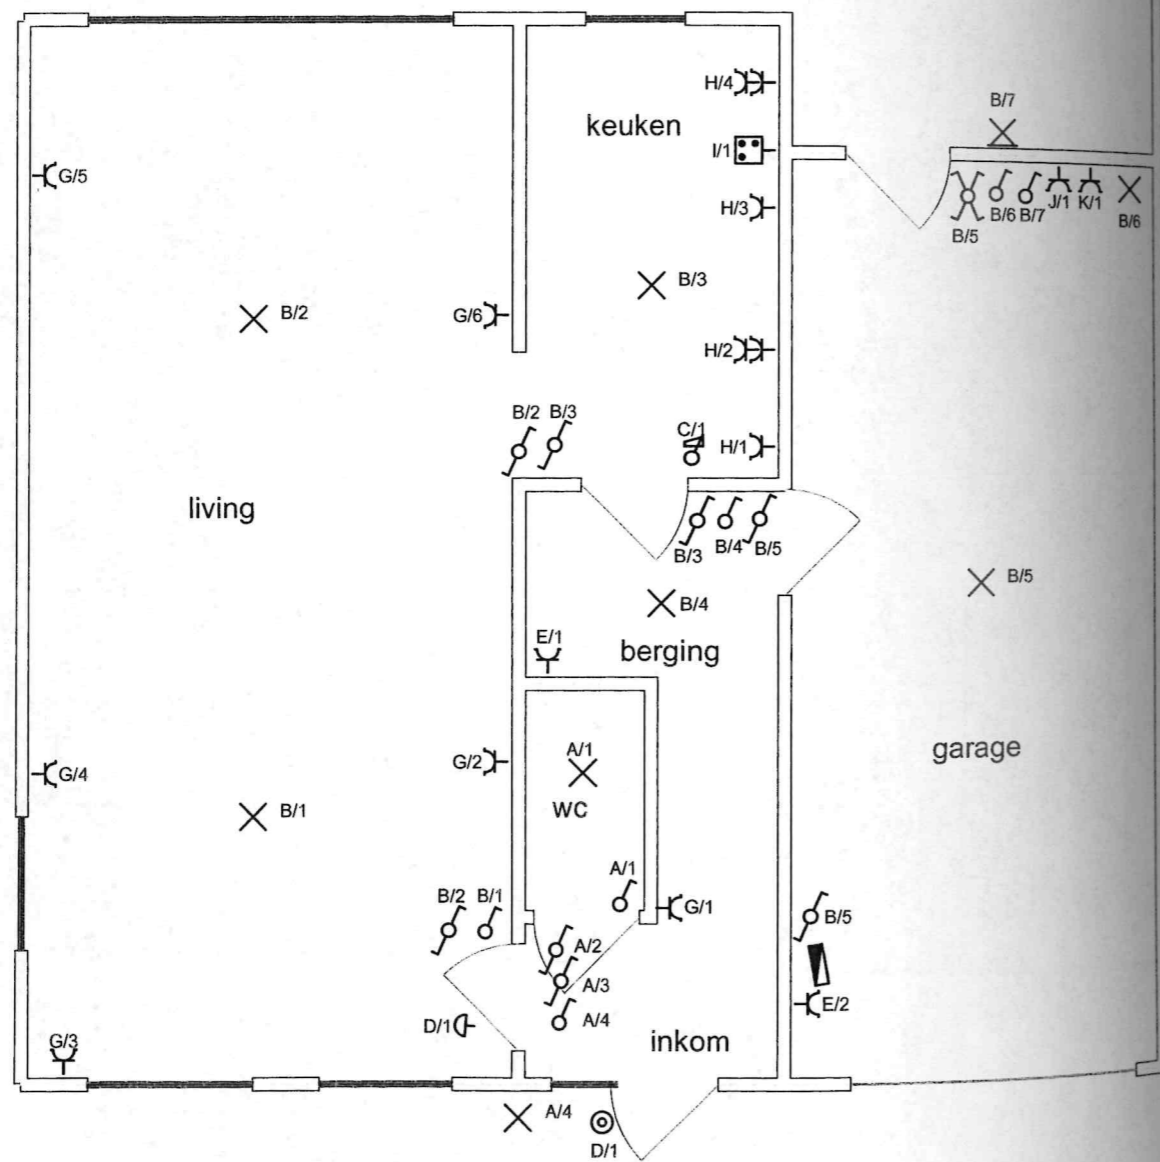 H/4
B/7
keuken
I/1
G/5
H/3
B/5
B/6
B/7
J/1
K/1
B/6
B/3
B/2
G/6
H/2
B/2
B/3
C/1
H/1
living
B/3
B/4
B/5
B/5
B/4
E/1
berging
garage
A/1
G/2
G/4
WC
B/1
A/1
B/2
B/1
G/1
B/5
A/2
A/3
E/2
A/4
D/1
G/3
inkom
A/4
D/1